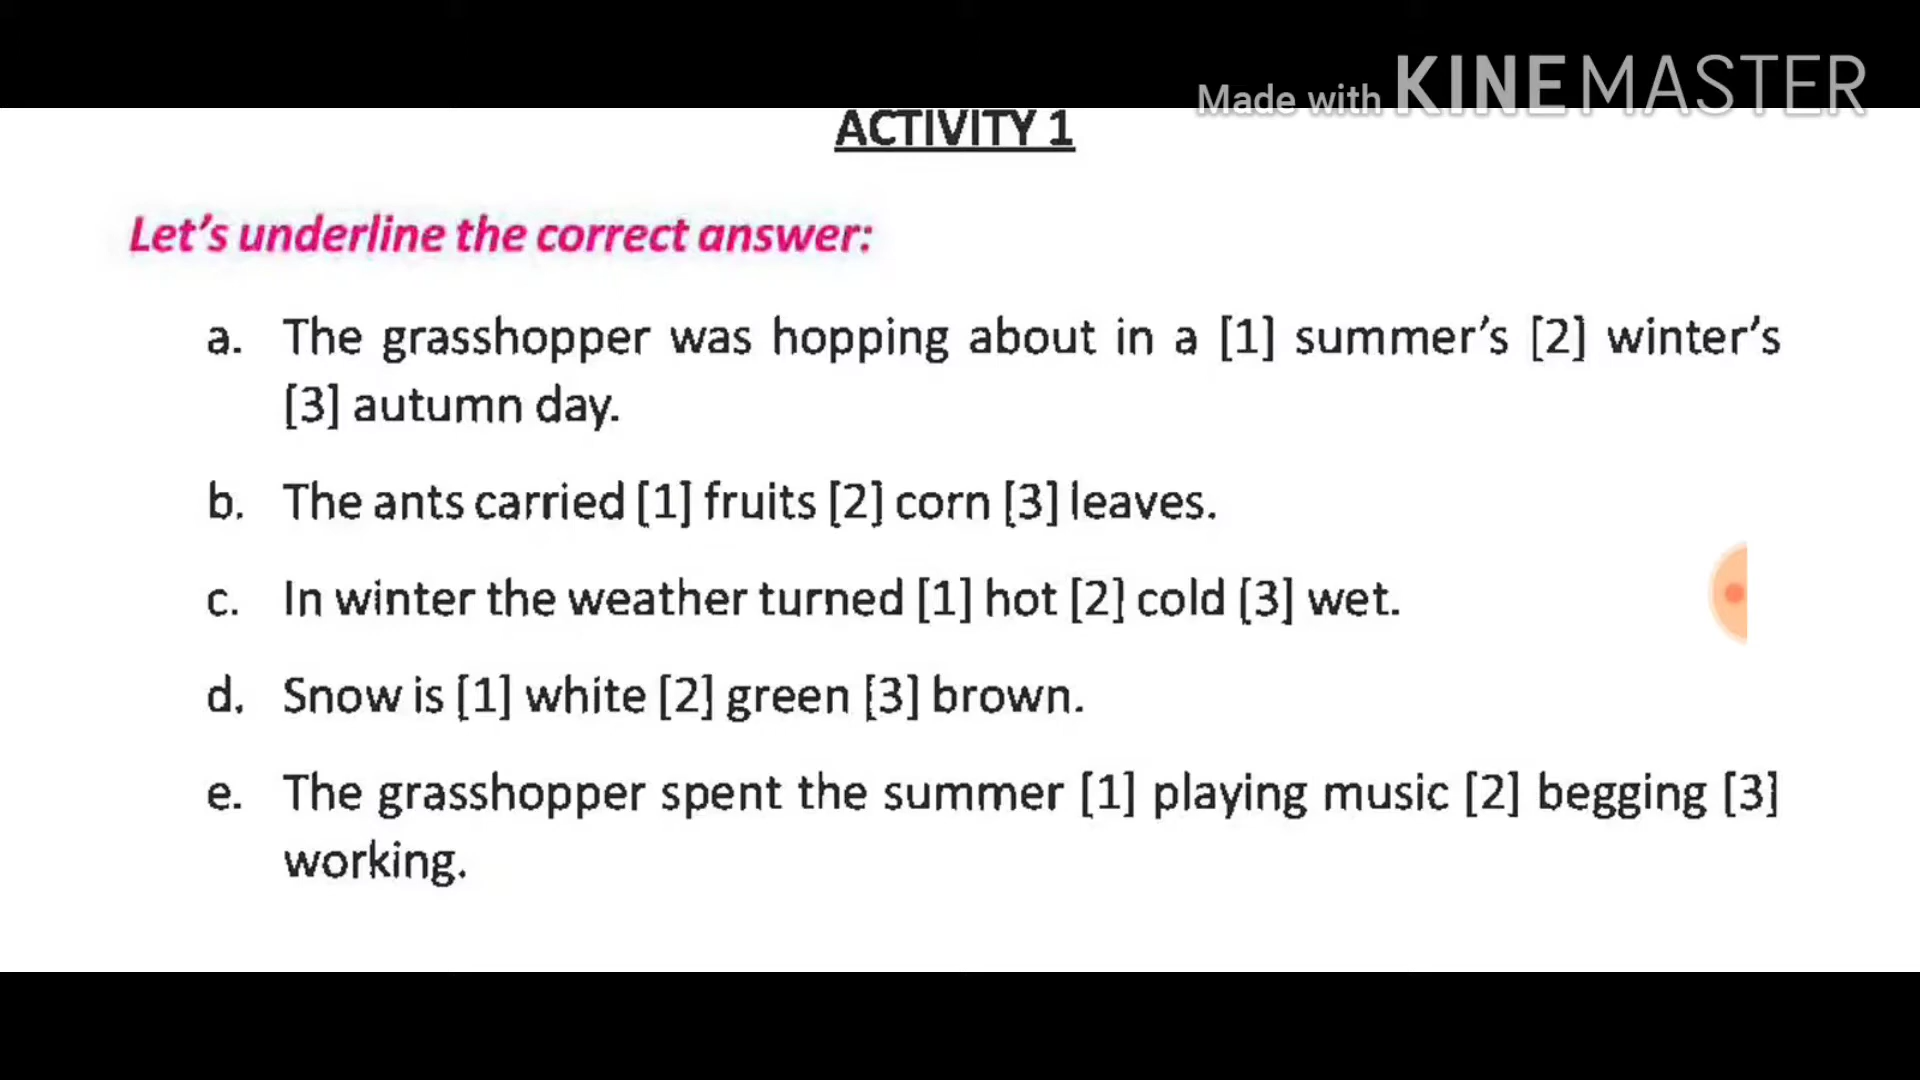 Made with KINEMASTER
ACTIVITY 1
Let's underline the correct answer:
a. The grasshopper was hopping about in a [1] summer's [2] winter's
[3] autumn day.
b. The ants carried [1] fruits [2] corn [3] leaves.
c. In winter the weather turned [1] hot [2] cold [3] wet.
d. Snow is [1] white [2] green [3] brown.
e. The grasshopper spent the summer [1] playing music [2] begging [3]
working.